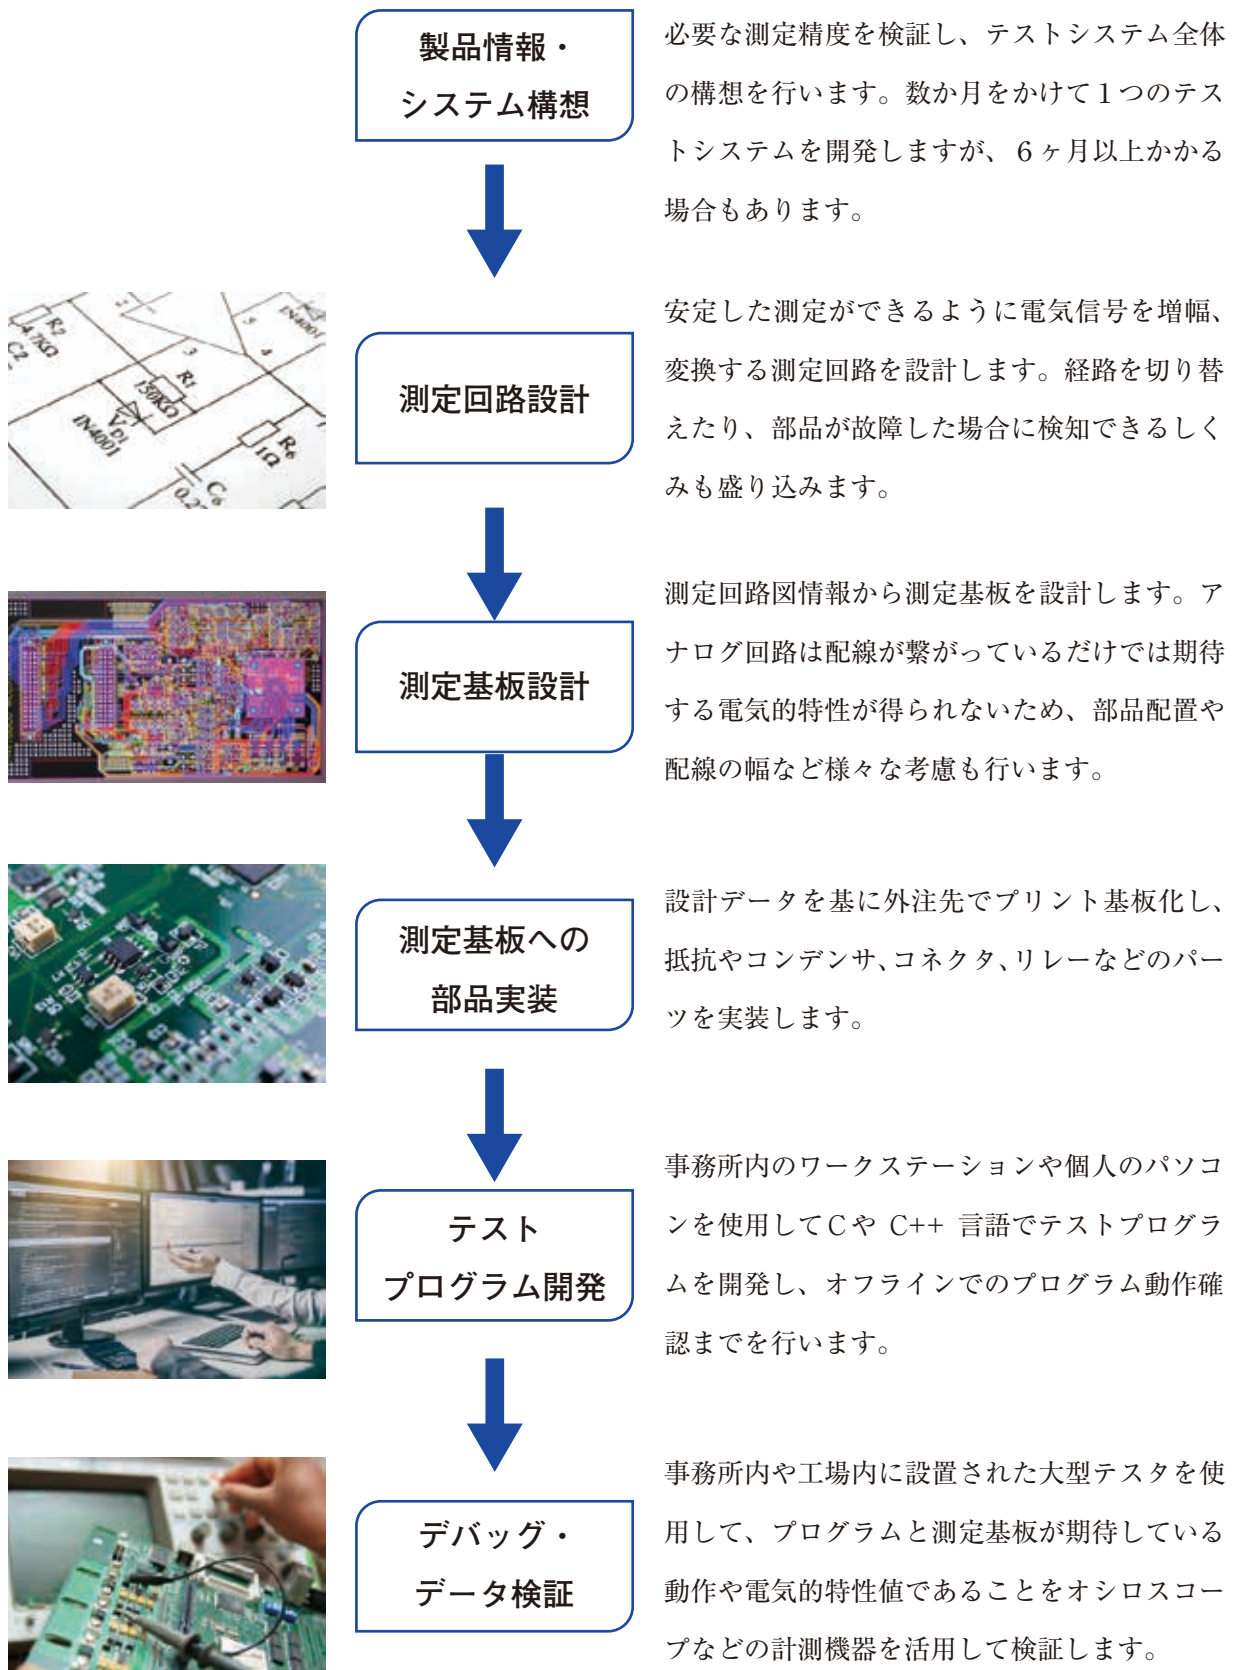 製品情報・
システム構想
必要な測定精度を検証し、テストシステム全体
の構想を行います。数か月をかけて１つのテス
トシステムを開発しますが、６ヶ月以上かかる
場合もあります。
R2
4.7KΩ
C2
2
3
4
5
IN4001
R1
150KΩ
VD1
IN4001
R6
1Ω
C6
測定回路設計
安定した測定ができるように電気信号を増幅、
変換する測定回路を設計します。経路を切り替
えたり、部品が故障した場合に検知できるしく
みも盛り込みます。
測定基板設計
測定回路図情報から測定基板を設計します。ア
ナログ回路は配線が繋がっているだけでは期待
する電気的特性が得られないため、部品配置や
配線の幅など様々な考慮も行います。
測定基板への
部品実装
設計データを基に外注先でプリント基板化し、
抵抗やコンデンサ、コネクタ、リレーなどのパー
ツを実装します。
テスト
プログラム開発
事務所内のワークステーションや個人のパソコ
ンを使用してＣや C++ 言語でテストプログラ
ムを開発し、オフラインでのプログラム動作確
認までを行います。
デバッグ・
データ検証
事務所内や工場内に設置された大型テスタを使
用して、プログラムと測定基板が期待している
動作や電気的特性値であることをオシロスコー
プなどの計測機器を活用して検証します。